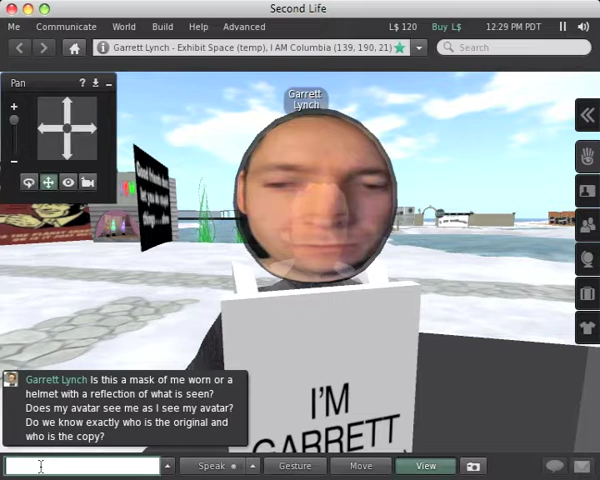 Second Life
Me Communicate World Build Help Advanced
L$ 120 Buy L$ 12:29 PM PDT
Garrett Lynch - Exhibit Space (temp), I AM Columbia (139, 190, 21)
Search
Pan
Garrett
Lynch
I'M
GARRETT
Garrett Lynch Is this a mask of me worn or a
helmet with a reflection of what is seen?
Does my avatar see me as I see my avatar?
Do we know exactly who is the original and
who is the copy?
Speak Gesture Move View